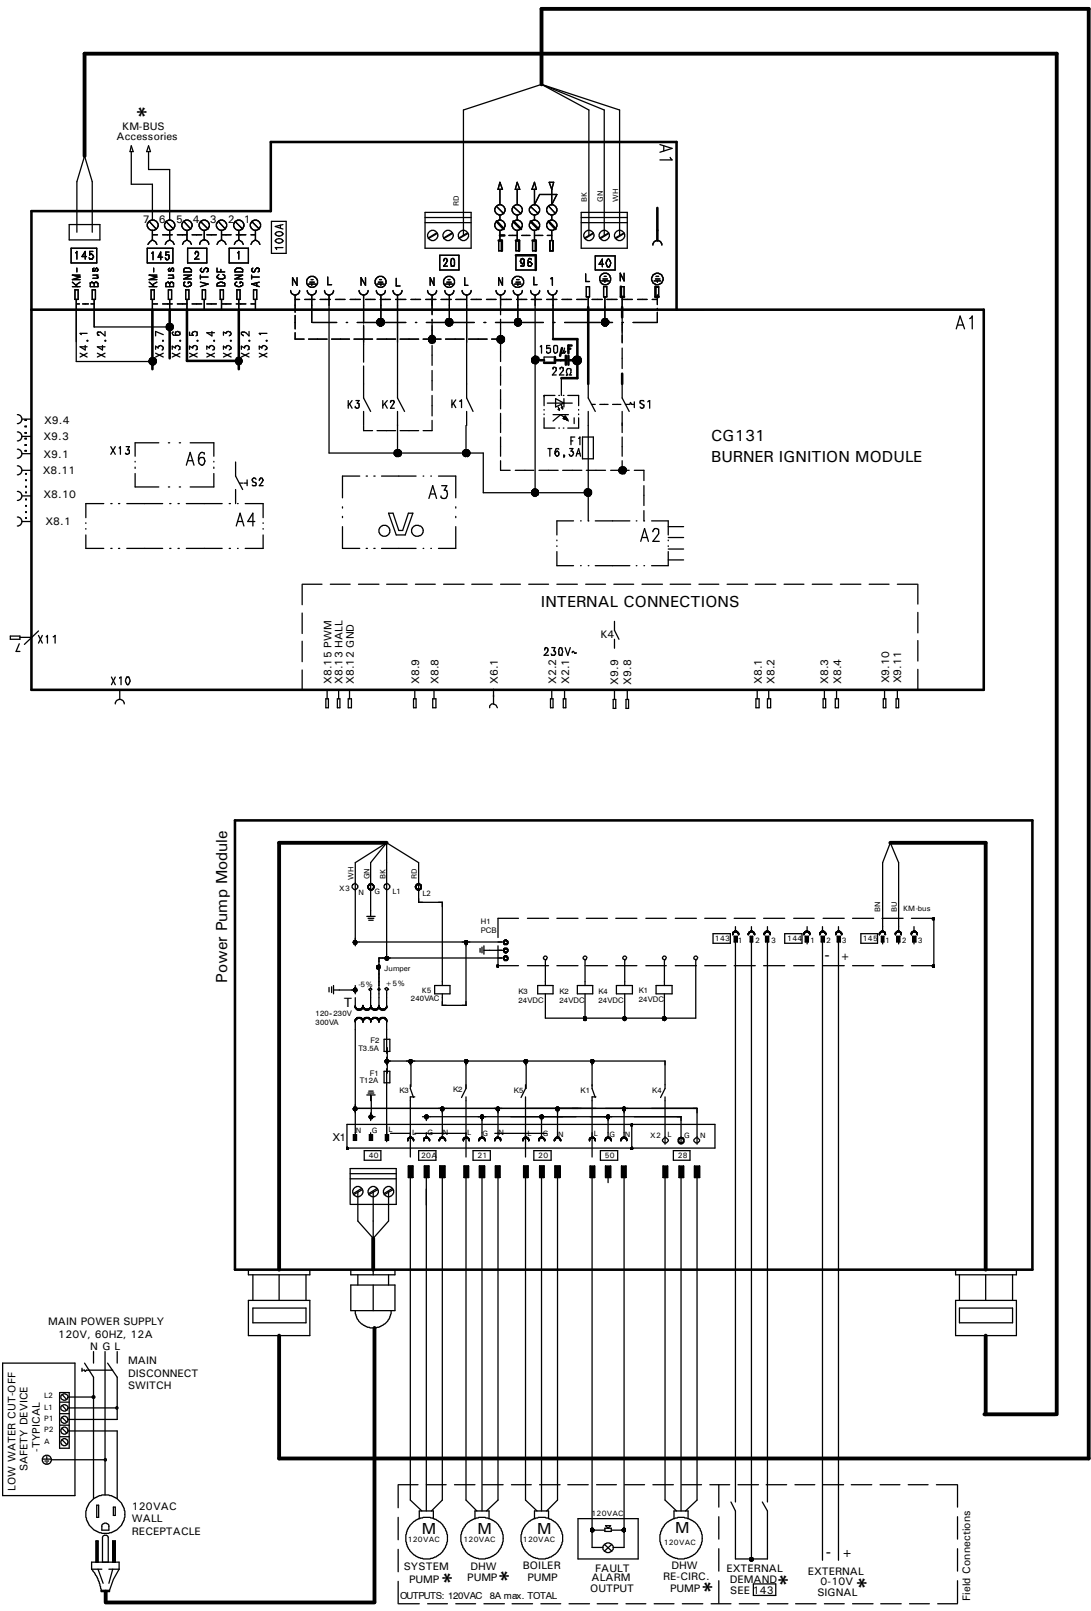 *
KM-BUS
Accessories
A1
RD
BK
GN
WH
7 6 5 4 3 2 1
100A
145
145
2
1
20
96
40
KM-
Bus
KM-
Bus
GND
VTS
DCF
GND
ATS
N L N L N L N L 1 L N
X4.1
X4.2
X3.7
X3.6
X3.5
X3.4
X3.3
X3.2
X3.1
A1
150µF
22Ω
K3
K2
K1
S1
F1
T6,3A
CG131
BURNER IGNITION MODULE
X9.4
X9.3
X9.1
X8.11
X8.10
X8.1
X13
A6
S2
A4
A3
A2
INTERNAL CONNECTIONS
K4
230V~
X11
X10
X8.15 PWM
X8.13 HALL
X8.12 GND
X8.9
X8.8
X6.1
X2.2
X2.1
X9.9
X9.8
X8.1
X8.2
X8.3
X8.4
X9.10
X9.11
Power Pump Module
WH
GN
BK
RD
X3 N G L1 L2
H1
PCB
BN
BU
KM-bus
143 1 2 3
144 1 2 3
145 1 2 3
- +
Jumper
-5% +5%
T
120-230V
300VA
K5
240VAC
K3
24VDC
K2
24VDC
K4
24VDC
K1
24VDC
F2
T3.5A
F1
T12A
K3
K2
K5
K1
K4
X1 N G L L G N L G N L G N L G N X2 L G N
40
20A
21
20
50
28
MAIN POWER SUPPLY
120V, 60HZ, 12A
N G L
MAIN
DISCONNECT
SWITCH
LOW WATER CUT-OFF
SAFETY DEVICE
-TYPICAL
L2
L1
P1
P2
A
120VAC
WALL
RECEPTACLE
M
120VAC
SYSTEM
PUMP *
M
120VAC
DHW
PUMP *
M
120VAC
BOILER
PUMP
120VAC
FAULT
ALARM
OUTPUT
M
120VAC
DHW
RE-CIRC.
PUMP *
EXTERNAL
DEMAND *
SEE 143
- +
EXTERNAL
0-10V *
SIGNAL
OUTPUTS: 120VAC 8A max. TOTAL
Field Connections